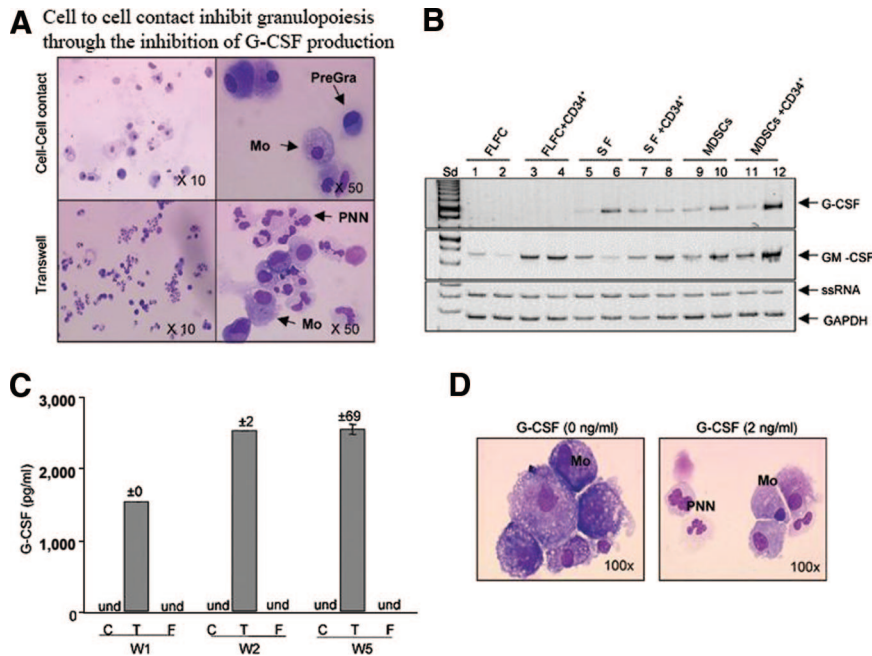 A
Cell to cell contact inhibit granulopoiesis
through the inhibition of G-CSF production
Cell-Cell contact
PreGra
Mo
X 10
X 50
Transwell
PNN
Mo
X 10
X 50
B
FLFC
FLFC+CD34+
S F
S F +CD34+
MDSCs
MDSCs +CD34+
Sd 1 2 3 4 5 6 7 8 9 10 11 12
G-CSF
GM -CSF
ssRNA
GAPDH
C
G-CSF (pg/ml)
3,000
2,000
1,000
0
±0
±2
±69
und und und und und und
C T F C T F C T F
W1 W2 W5
D
G-CSF (0 ng/ml)
G-CSF (2 ng/ml)
Mo
100x
Mo
PNN
100x